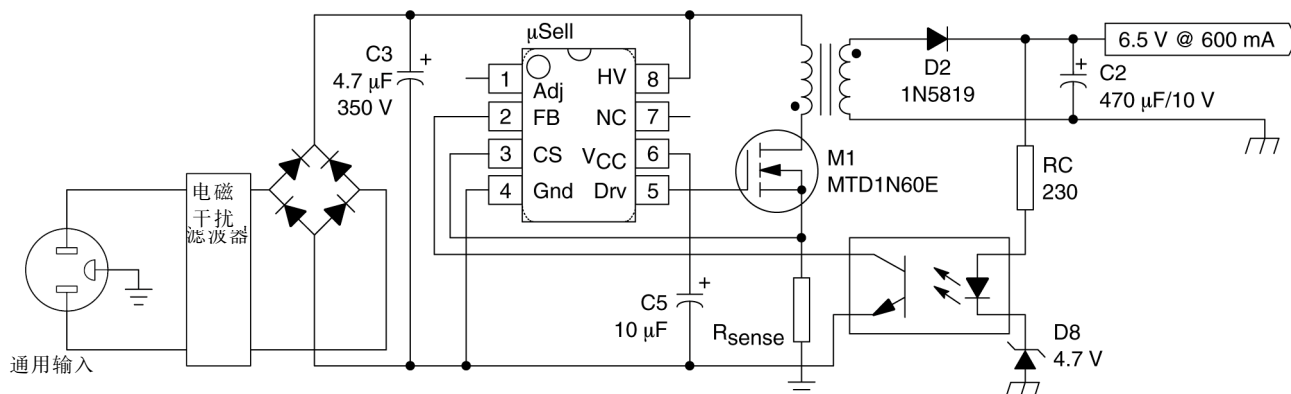 μSell
C3
4.7 μF
350 V
1
Adj
HV
8
2
FB
NC
7
3
CS
VCC
6
4
Gnd
Drv
5
M1
MTD1N60E
D2
1N5819
6.5 V @ 600 mA
C2
470 μF/10 V
RC
230
电磁
干扰
滤波器
通用输入
C5
10 μF
Rsense
D8
4.7 V